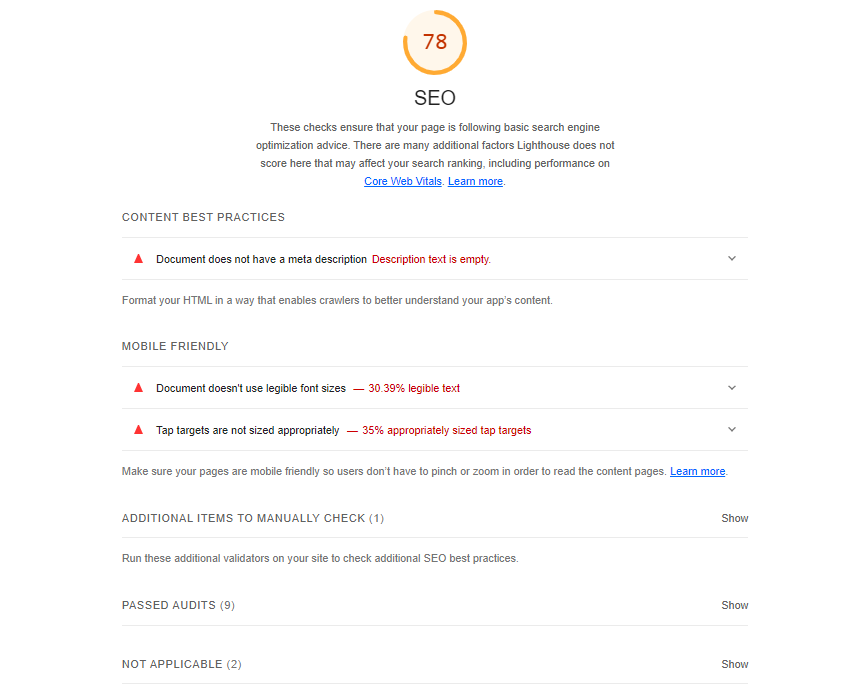 78
SEO
These checks ensure that your page is following basic search engine
optimization advice. There are many additional factors Lighthouse does not
score here that may affect your search ranking, including performance on
Core Web Vitals. Learn more.
CONTENT BEST PRACTICES
Document does not have a meta description Description text is empty.
Format your HTML in a way that enables crawlers to better understand your app's content.
MOBILE FRIENDLY
Document doesn't use legible font sizes — 30.39% legible text
Tap targets are not sized appropriately — 35% appropriately sized tap targets
Make sure your pages are mobile friendly so users don't have to pinch or zoom in order to read the content pages. Learn more.
ADDITIONAL ITEMS TO MANUALLY CHECK (1) Show
Run these additional validators on your site to check additional SEO best practices.
PASSED AUDITS (9) Show
NOT APPLICABLE (2) Show